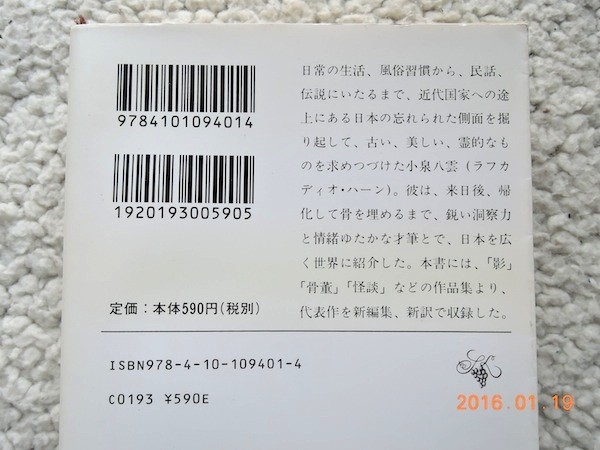 9784101094014
1920193005905
定価：本体590円（税別）
日常の生活、風俗習慣から、民話、
伝説にいたるまで、近代国家への途
上にある日本の忘れられた側面を掘
り起して、古い、美しい、霊的なも
のを求めつづけた小泉八雲（ラフカ
ディオ・ハーン）。彼は、来日後、帰
化して骨を埋めるまで、鋭い洞察力
と情緒ゆたかな才筆とで、日本を広
く世界に紹介した。本書には、「影」
「骨董」「怪談」などの作品集より、
代表作を新編集、新訳で収録した。
ISBN978-4-10-109401-4
C0193 ¥590E
2016.01.19